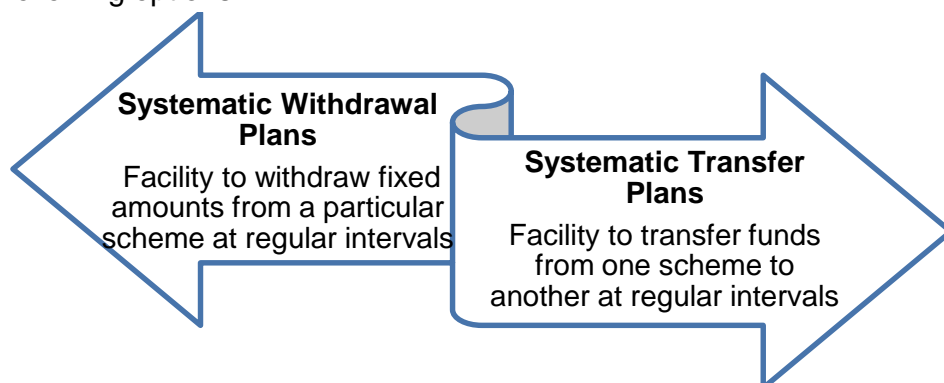 Systematic Withdrawal
Plans
Facility to withdraw fixed
amounts from a particular
scheme at regular intervals
Systematic Transfer
Plans
Facility to transfer funds
from one scheme to
another at regular intervals